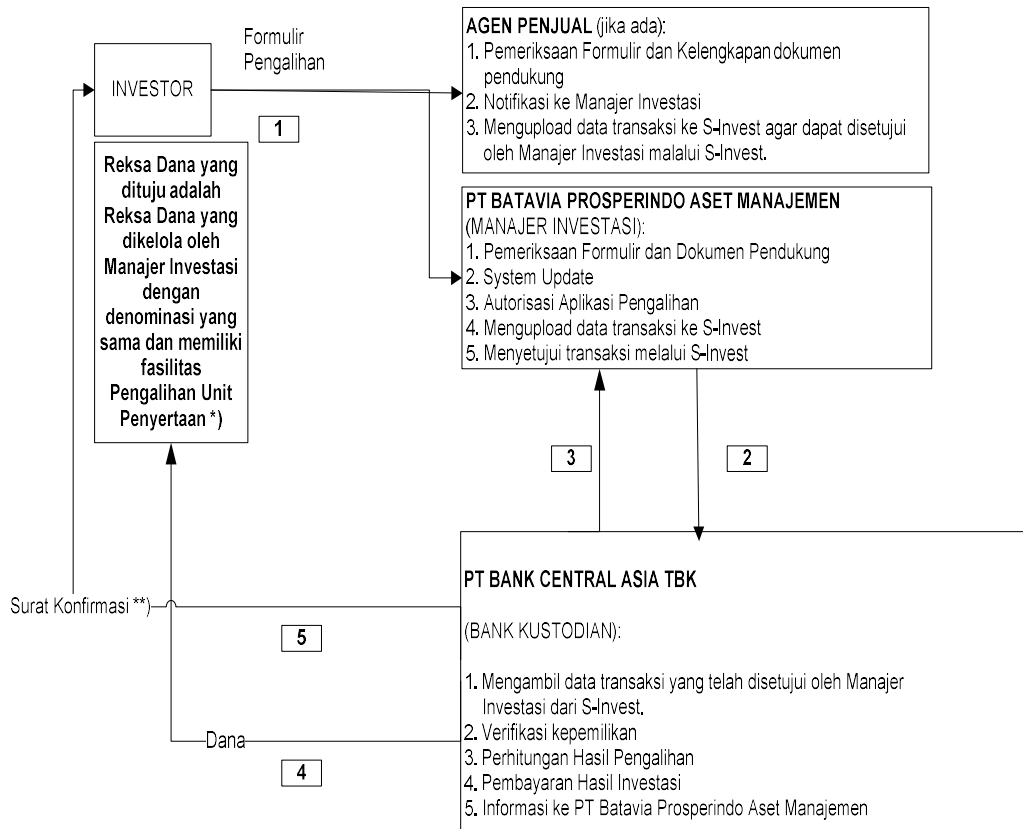 Formulir
Pengalihan
INVESTOR
1
AGEN PENJUAL (jika ada):
1. Pemeriksaan Formulir dan Kelengkapan dokumen
pendukung
2. Notifikasi ke Manajer Investasi
3. Mengupload data transaksi ke S-Invest agar dapat disetujui
oleh Manajer Investasi malalui S-Invest.
Reksa Dana yang
dituju adalah
Reksa Dana yang
dikelola oleh
Manajer Investasi
dengan
denominasi yang
sama dan memiliki
fasilitas
Pengalihan Unit
Penyertaan *)
PT BATAVIA PROSPERINDO ASET MANAJEMEN
(MANAJER INVESTASI):
1. Pemeriksaan Formulir dan Dokumen Pendukung
2. System Update
3. Autorisasi Aplikasi Pengalihan
4. Mengupload data transaksi ke S-Invest
5. Menyetujui transaksi melalui S-Invest
3
2
PT BANK CENTRAL ASIA TBK
(BANK KUSTODIAN):
1. Mengambil data transaksi yang telah disetujui oleh Manajer
Investasi dari S-Invest.
2. Verifikasi kepemilikan
3. Perhitungan Hasil Pengalihan
4. Pembayaran Hasil Investasi
5. Informasi ke PT Batavia Prosperindo Aset Manajemen
Surat Konfirmasi **)
5
Dana
4